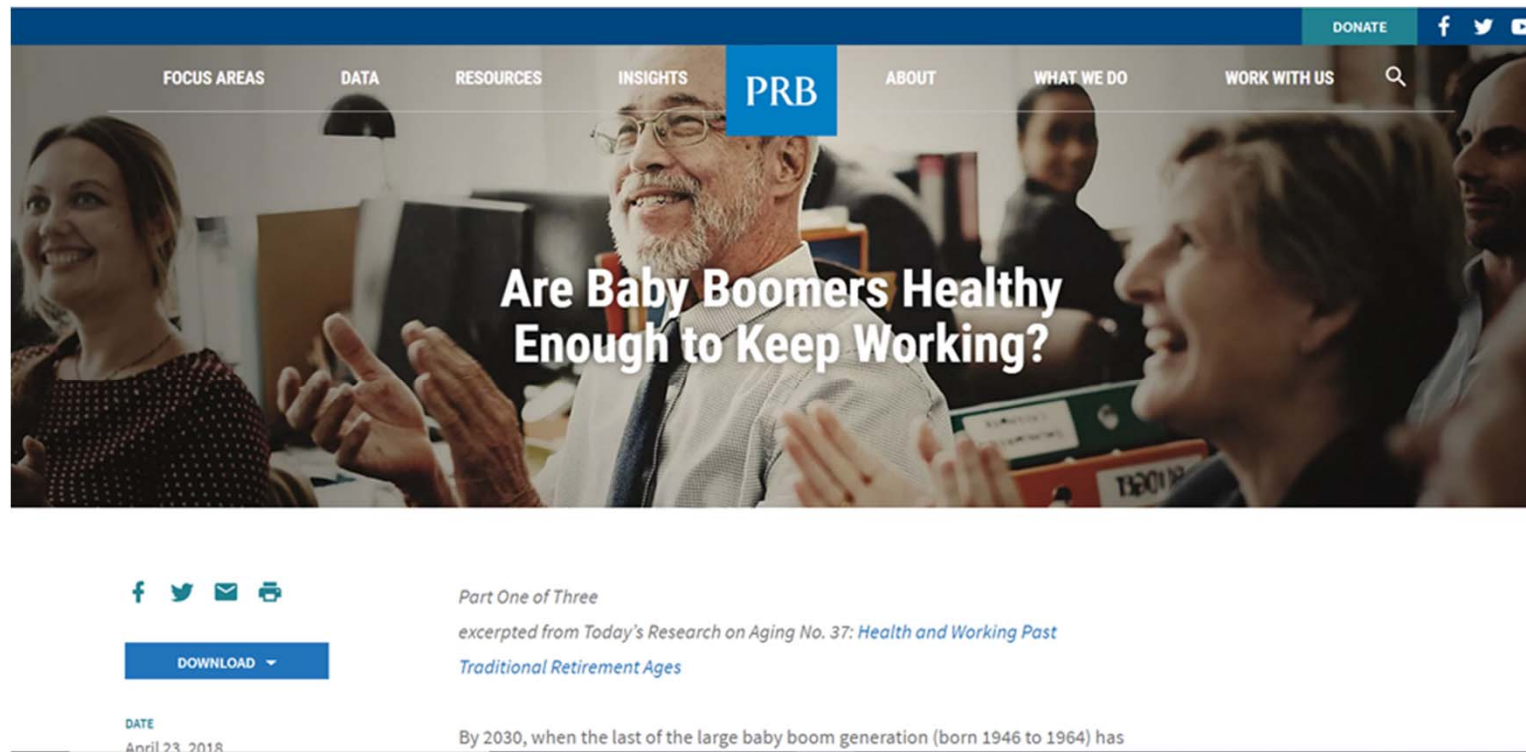 DONATE
FOCUS AREAS DATA RESOURCES INSIGHTS PRB ABOUT WHAT WE DO WORK WITH US
Are Baby Boomers Healthy
Enough to Keep Working?
Part One of Three
excerpted from Today's Research on Aging No. 37: Health and Working Past
Traditional Retirement Ages
DOWNLOAD
DATE
April 23, 2018
By 2030, when the last of the large baby boom generation (born 1946 to 1964) has